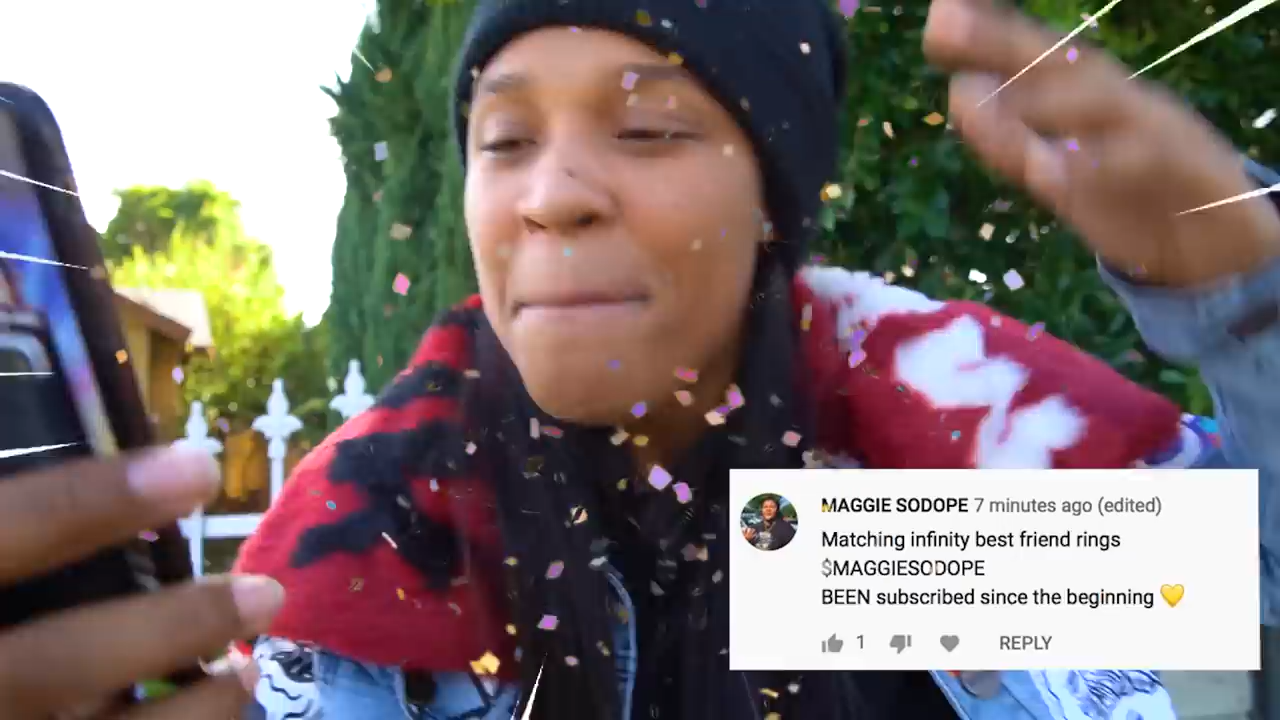 MAGGIE SODOPE 7 minutes ago (edited)
Matching infinity best friend rings
$MAGGIESODOPE
BEEN subscribed since the beginning 💛
1 REPLY